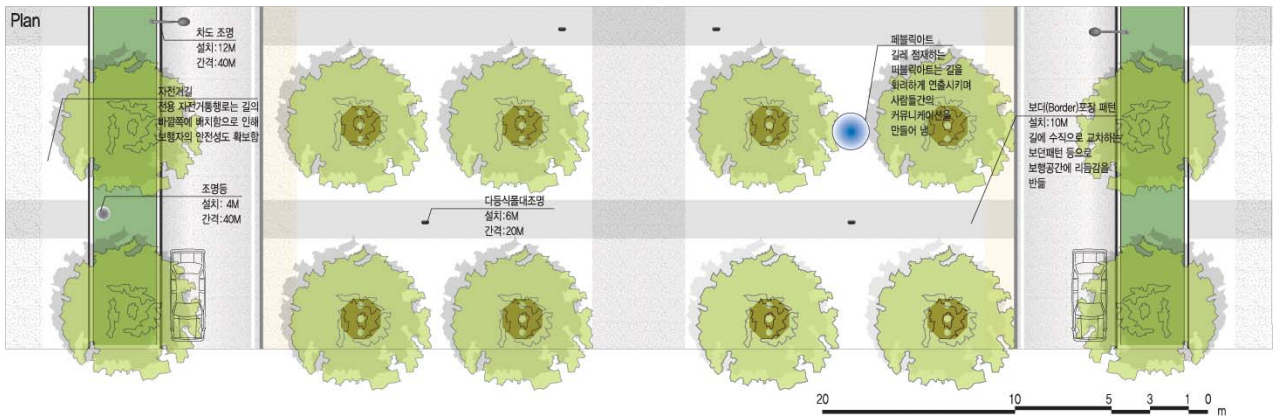 Plan
차도 조명
설치:12M
간격:40M
자전거길
전용 자전거통행로는 길의
바깥쪽에 배치함으로 인해
보행자의 안전성도 확보함
조명등
설치: 4M
간격:40M
다등식폴대조명
설치:6M
간격:20M
페블릭아트
길레 점재하는
퍼블릭아트는 길을
화려하게 연출시키며
사람들간의
커뮤니케이션을
만들어 냄
보더(Border)포장 패턴
설치:10M
길에 수직으로 교차하는
보던패턴 등으로
보행공간에 리듬감을
반듦
20 10 5 3 1 0
m